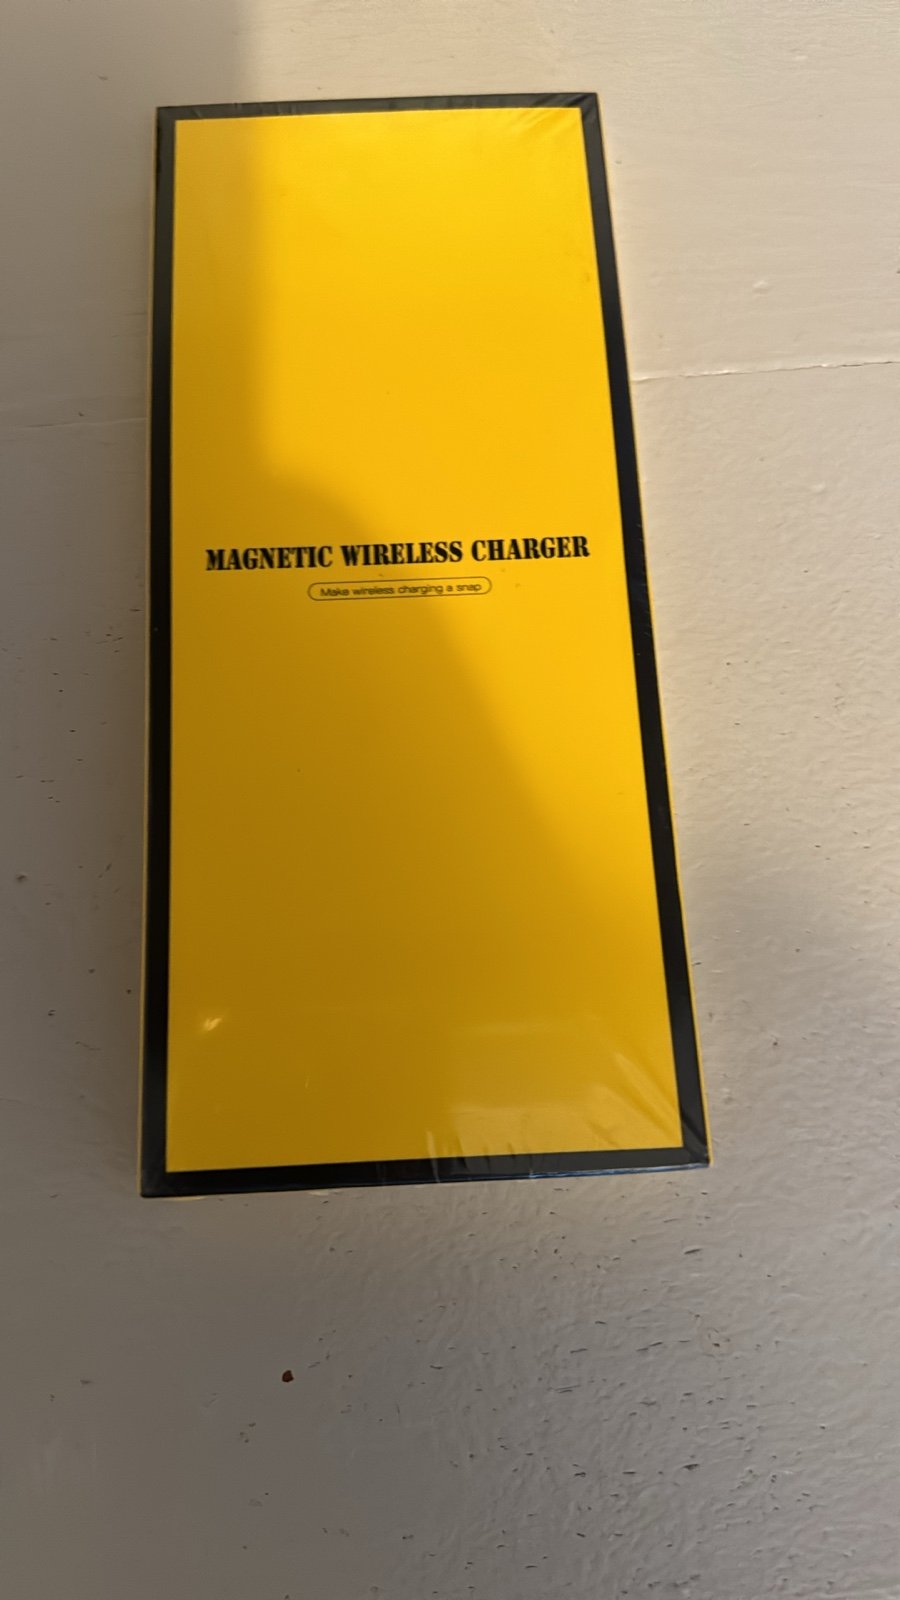 MAGNETIC WIRELESS CHARGER
Make wireless charging a snap